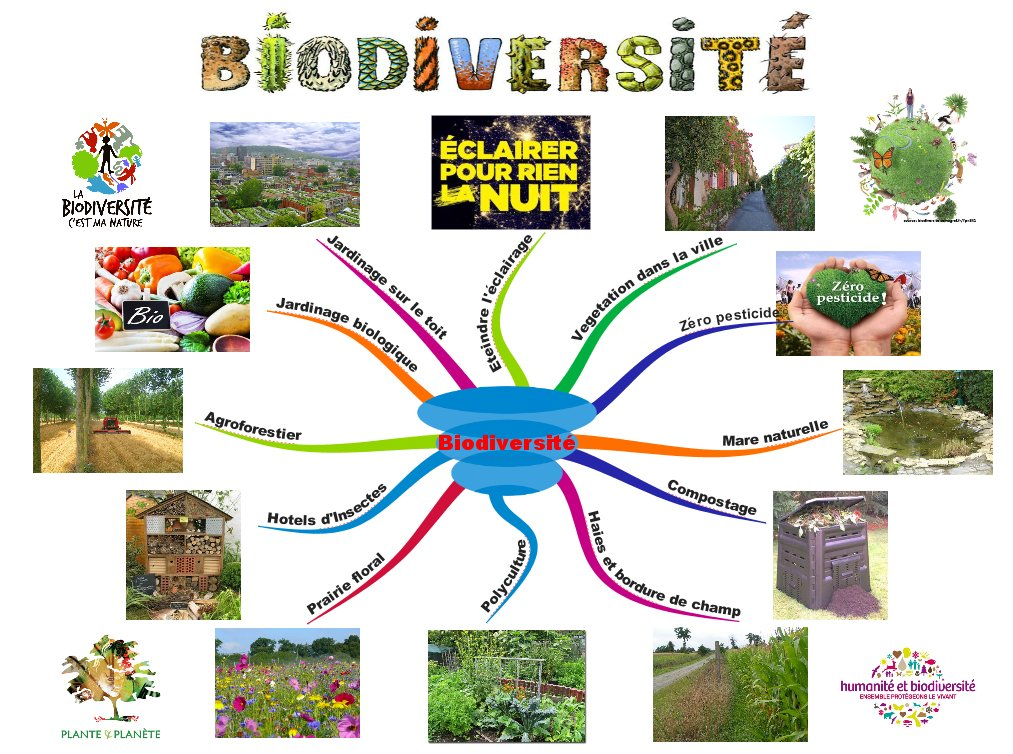 BIODIVERSITÉ
LA
BIODIVERSITÉ
C'EST MA NATURE
ÉCLAIRER
POUR RIEN
LA NUIT
Jardinage sur le toit
Eteindre l'éclairage
Vegetation dans la ville
Bio
Jardinage biologique
Zéro pesticide
Zéro
pesticide !
Agroforestier
Biodiversité
Mare naturelle
Hotels d'Insectes
Compostage
Prairie floral
Polyculture
Haies et bordure de champ
PLANTE & PLANÈTE
humanité et biodiversité
ENSEMBLE PROTÉGEONS LE VIVANT